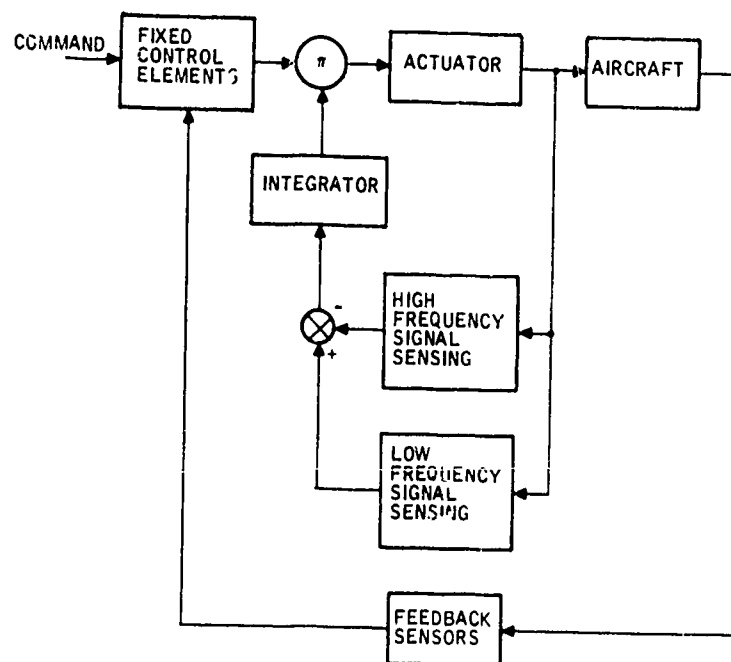 COMMAND
FIXED
CONTROL
ELEMENTS
π
ACTUATOR
AIRCRAFT
INTEGRATOR
-
+
HIGH
FREQUENCY
SIGNAL
SENSING
LOW
FREQUENCY
SIGNAL
SENSING
FEEDBACK
SENSORS